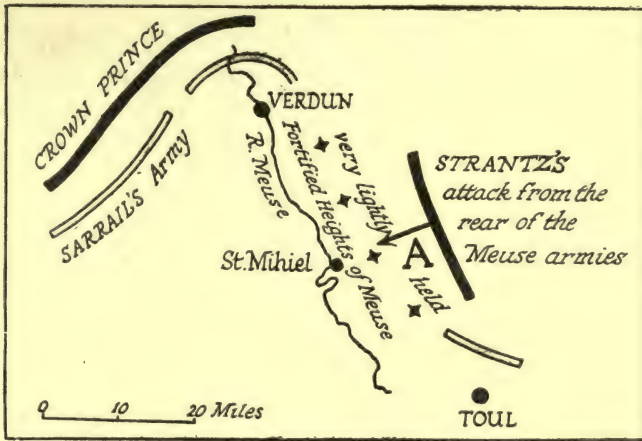 CROWN PRINCE
SARRAIL'S Army
VERDUN
R. Meuse
very lightly held
Fortified Heights of Meuse
St. Mihiel
A
STRANTZ'S
attack from the
rear of the
Meuse armies
0 10 20 Miles
TOUL